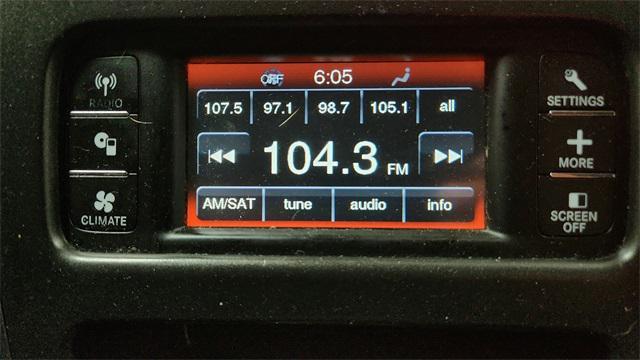 6:05
107.5 97.1 98.7 105.1 all
104.3 FM
AM/SAT tune audio info
RADIO
CLIMATE
SETTINGS
MORE
SCREEN
OFF